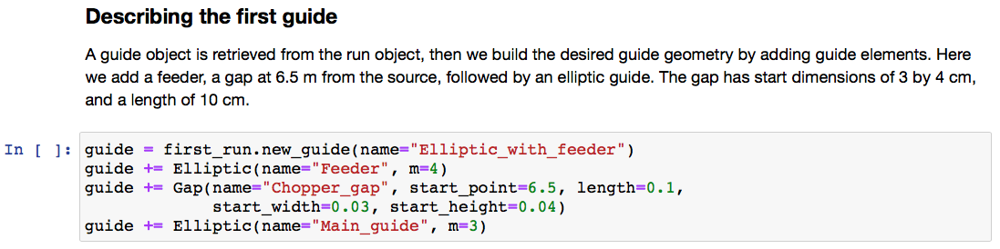 Describing the first guide
A guide object is retrieved from the run object, then we build the desired guide geometry by adding guide elements. Here
we add a feeder, a gap at 6.5 m from the source, followed by an elliptic guide. The gap has start dimensions of 3 by 4 cm,
and a length of 10 cm.
In [ ]: guide = first_run.new_guide(name="Elliptic_with_feeder")
guide += Elliptic(name="Feeder", m=4)
guide += Gap(name="Chopper_gap", start_point=6.5, length=0.1,
             start_width=0.03, start_height=0.04)
guide += Elliptic(name="Main_guide", m=3)